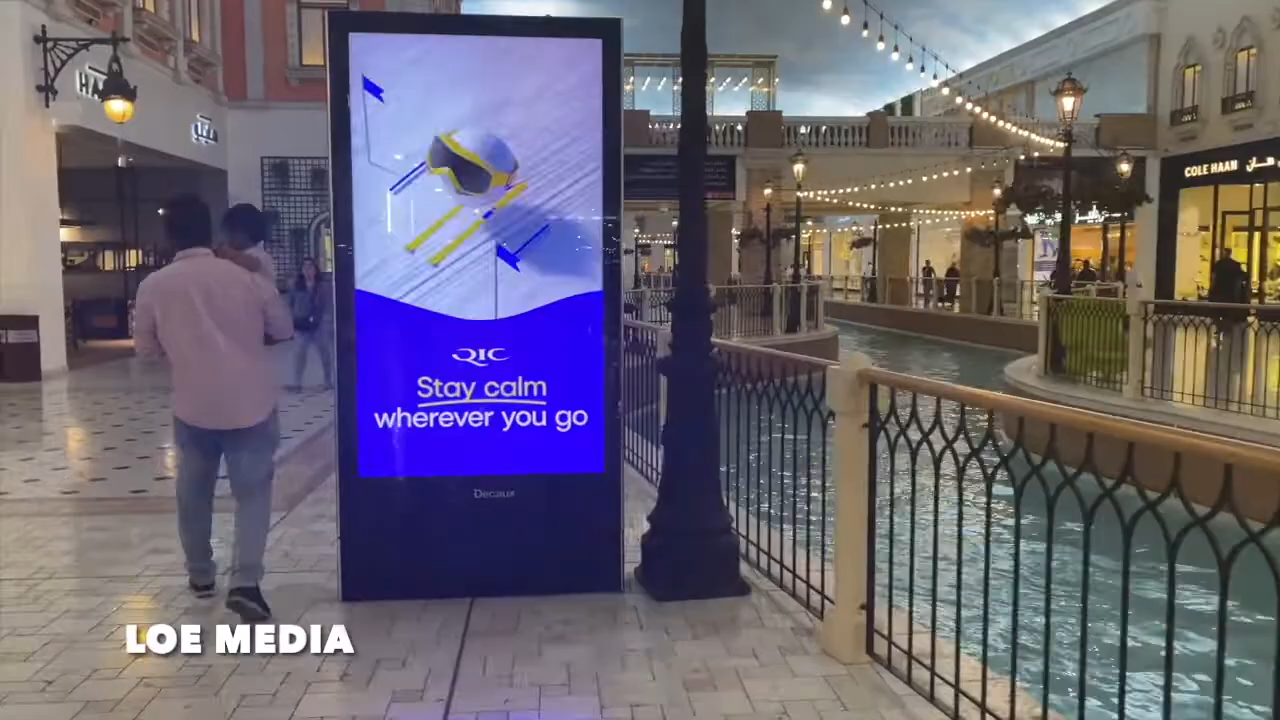 COLE HAAN
QIC
Stay calm
wherever you go
Decaux
LOE MEDIA